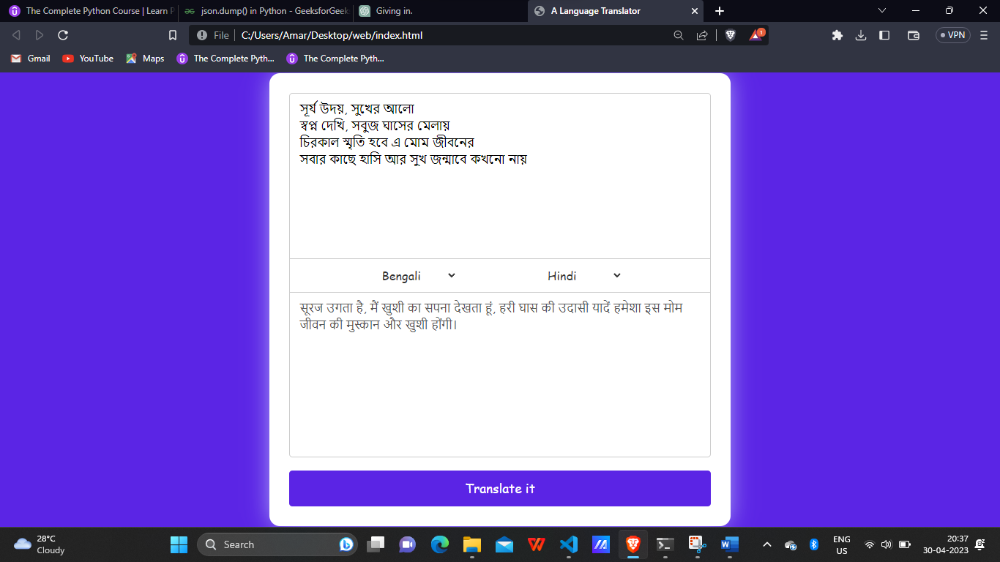 The Complete Python Course | Learn P
json.dump() in Python - GeeksforGeek
Giving in.
A Language Translator
File
C:/Users/Amar/Desktop/web/index.html
1
VPN
Gmail
YouTube
Maps
The Complete Pyth...
The Complete Pyth...
সূর্য উদয়, সুখের আলো
স্বপ্ন দেখি, সবুজ ঘাসের মেলায়
চিরকাল স্মৃতি হবে এ মোম জীবনের
সবার কাছে হাসি আর সুখ জন্মাবে কখনো নায়
Bengali
Hindi
सूरज उगता है, मैं खुशी का सपना देखता हूं, हरी घास की उदासी यादें हमेशा इस मोम
जीवन की मुस्कान और खुशी होंगी।
Translate it
28°C
Cloudy
Search
ENG
US
20:37
30-04-2023